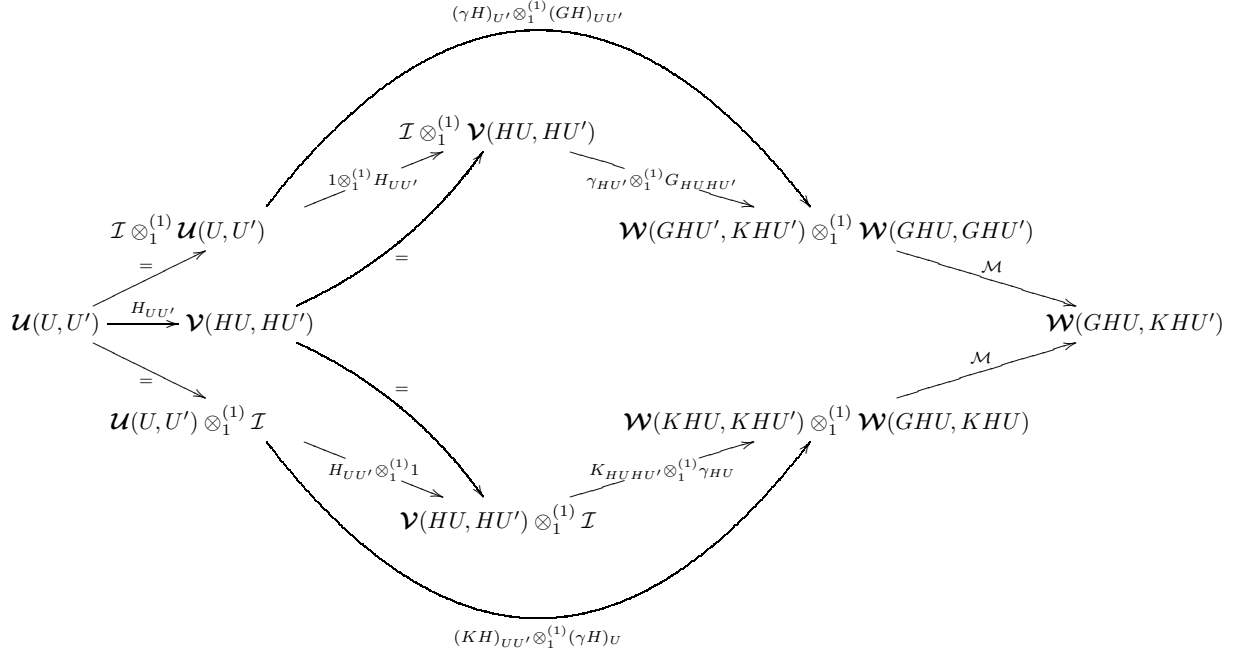 (γH)_{U′} ⊗_1^{(1)} (GH)_{UU′}
𝓘 ⊗_1^{(1)} 𝓥(HU, HU′)
1⊗_1^{(1)} H_{UU′}
γ_{HU′} ⊗_1^{(1)} G_{HUHU′}
𝓘 ⊗_1^{(1)} 𝓤(U, U′)
𝓦(GHU′, KHU′) ⊗_1^{(1)} 𝓦(GHU, GHU′)
=
=
𝓜
𝓤(U, U′)
H_{UU′}
𝓥(HU, HU′)
𝓦(GHU, KHU′)
=
=
𝓜
𝓤(U, U′) ⊗_1^{(1)} 𝓘
𝓦(KHU, KHU′) ⊗_1^{(1)} 𝓦(GHU, KHU)
H_{UU′} ⊗_1^{(1)} 1
K_{HUHU′} ⊗_1^{(1)} γ_{HU}
𝓥(HU, HU′) ⊗_1^{(1)} 𝓘
(KH)_{UU′} ⊗_1^{(1)} (γH)_U